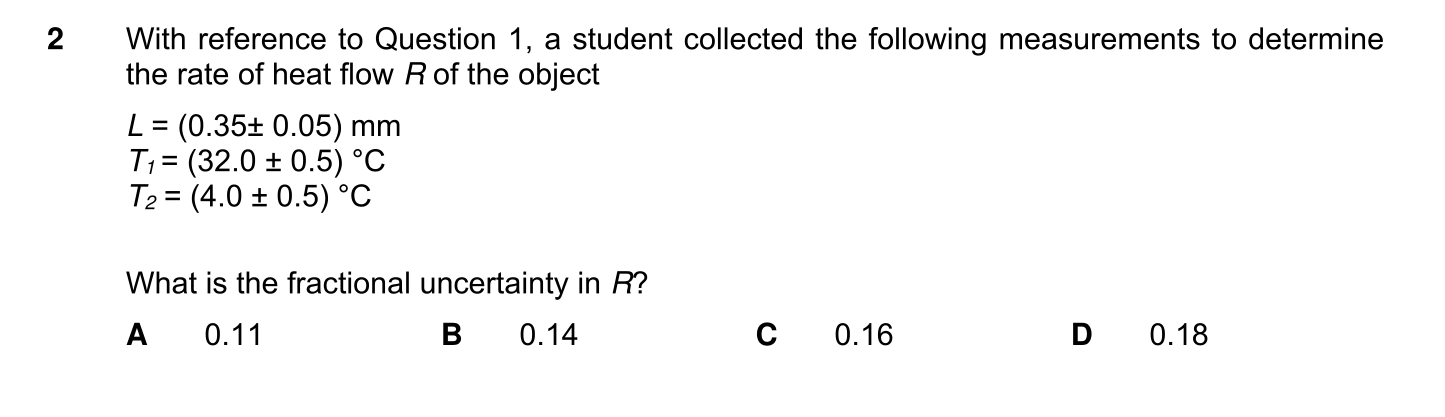 2 With reference to Question 1, a student collected the following measurements to determine
the rate of heat flow R of the object
L = (0.35± 0.05) mm
T1 = (32.0 ± 0.5) °C
T2 = (4.0 ± 0.5) °C
What is the fractional uncertainty in R?
A 0.11 B 0.14 C 0.16 D 0.18